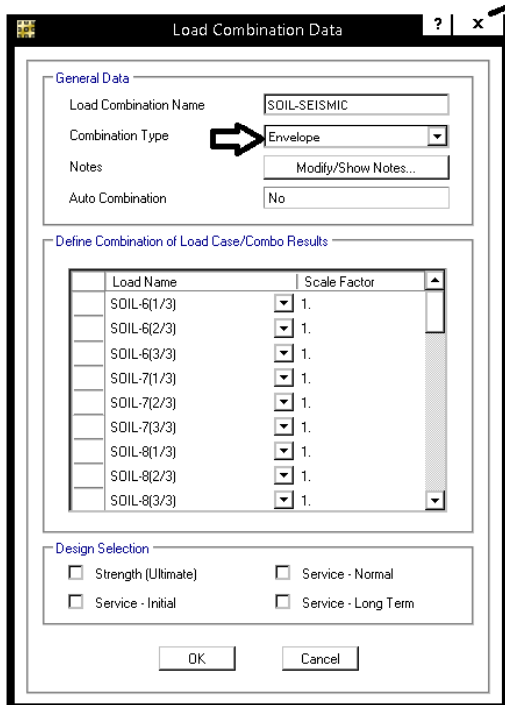 Load Combination Data ? x
General Data
Load Combination Name SOIL-SEISMIC
Combination Type Envelope
Notes Modify/Show Notes...
Auto Combination No
Define Combination of Load Case/Combo Results
Load Name Scale Factor
SOIL-6(1/3) 1.
SOIL-6(2/3) 1.
SOIL-6(3/3) 1.
SOIL-7(1/3) 1.
SOIL-7(2/3) 1.
SOIL-7(3/3) 1.
SOIL-8(1/3) 1.
SOIL-8(2/3) 1.
SOIL-8(3/3) 1.
Design Selection
Strength (Ultimate) Service - Normal
Service - Initial Service - Long Term
OK Cancel